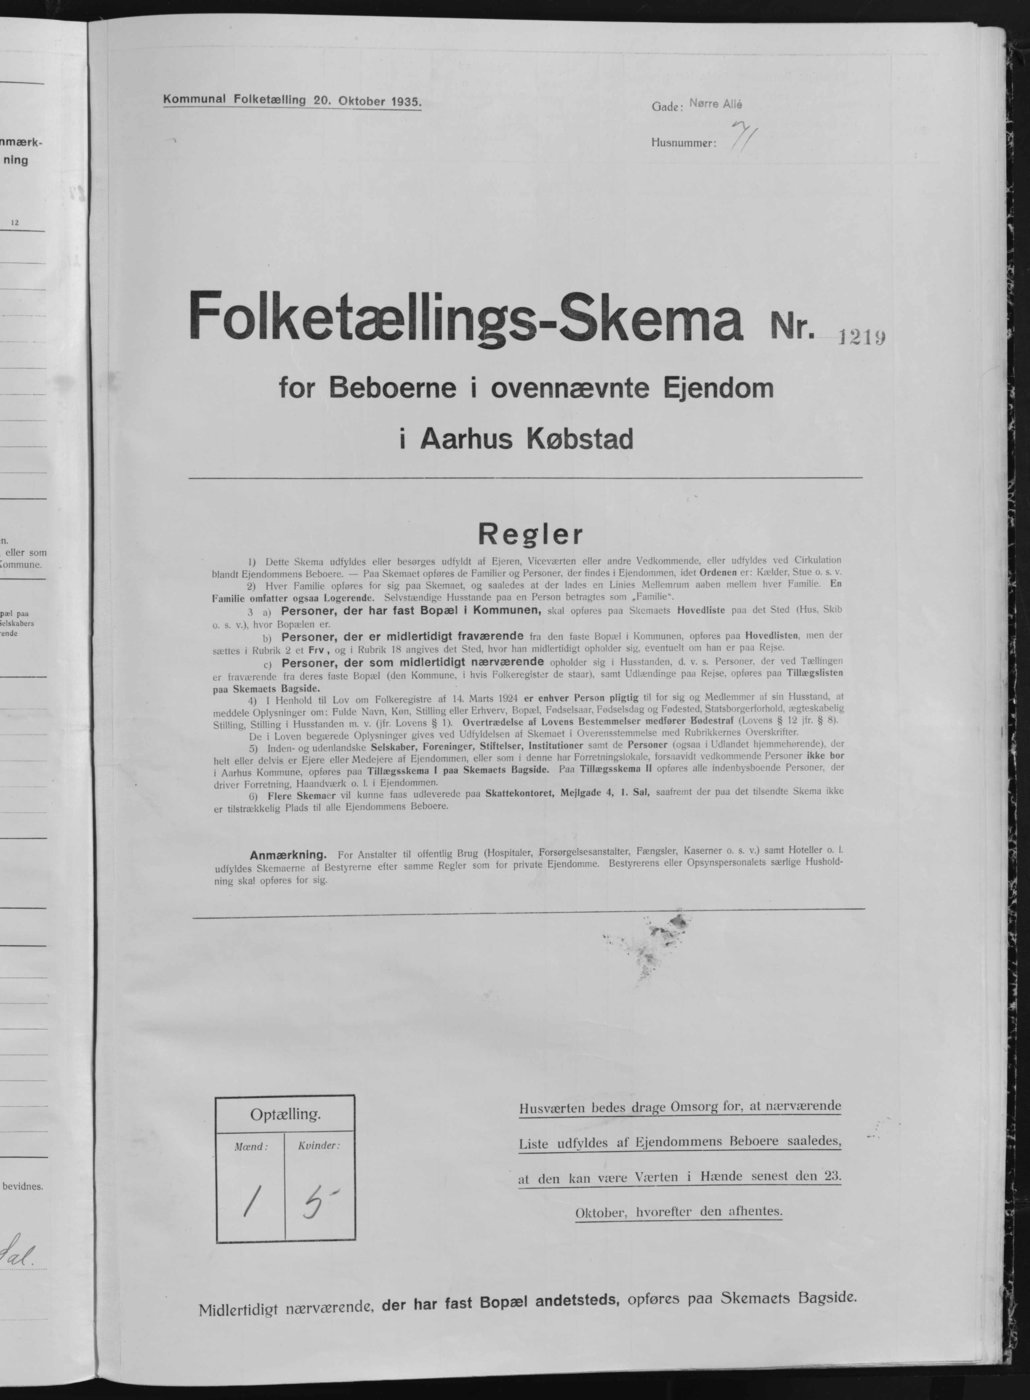 nmærk-
ning
12
n.
eller som
Commune.
pæl paa
Selskabers
ende
bevidnes.
Sal.
Kommunal Folketælling 20. Oktober 1935.
Gade: Nørre Allé
Husnummer: 71
Folketællings-Skema Nr. 1219
for Beboerne i ovennævnte Ejendom
i Aarhus Købstad
Regler
1) Dette Skema udfyldes eller besørges udfyldt af Ejeren, Viceværten eller andre Vedkommende, eller udfyldes ved Cirkulation
blandt Ejendommens Beboere. — Paa Skemaet opføres de Familier og Personer, der findes i Ejendommen, idet Ordenen er: Kælder, Stue o. s. v.
2) Hver Familie opføres for sig paa Skemaet, og saaledes at der lades en Linies Mellemrum aaben mellem hver Familie. En
Familie omfatter ogsaa Logerende. Selvstændige Husstande paa en Person betragtes som „Familie“.
3 a) Personer, der har fast Bopæl i Kommunen, skal opføres paa Skemaets Hovedliste paa det Sted (Hus, Skib
o. s. v.), hvor Bopælen er.
b) Personer, der er midlertidigt fraværende fra den faste Bopæl i Kommunen, opføres paa Hovedlisten, men der
sættes i Rubrik 2 et Frv, og i Rubrik 18 angives det Sted, hvor han midlertidigt opholder sig, eventuelt om han er paa Rejse.
c) Personer, der som midlertidigt nærværende opholder sig i Husstanden, d. v. s. Personer, der ved Tællingen
er fraværende fra deres faste Bopæl (den Kommune, i hvis Folkeregister de staar), samt Udlændinge paa Rejse, opføres paa Tillægslisten
paa Skemaets Bagside.
4) I Henhold til Lov om Folkeregistre af 14. Marts 1924 er enhver Person pligtig til for sig og Medlemmer af sin Husstand, at
meddele Oplysninger om: Fulde Navn, Køn, Stilling eller Erhverv, Bopæl, Fødselsaar, Fødselsdag og Fødested, Statsborgerforhold, ægteskabelig
Stilling, Stilling i Husstanden m. v. (jfr. Lovens § 1). Overtrædelse af Lovens Bestemmelser medfører Bødestraf (Lovens § 12 jfr. § 8).
De i Loven begærede Oplysninger gives ved Udfyldelsen af Skemaet i Overensstemmelse med Rubrikkernes Overskrifter.
5) Inden- og udenlandske Selskaber, Foreninger, Stiftelser, Institutioner samt de Personer (ogsaa i Udlandet hjemmehørende), der
helt eller delvis er Ejere eller Medejere af Ejendommen, eller som i denne har Forretningslokale, forsaavidt vedkommende Personer ikke bor
i Aarhus Kommune, opføres paa Tillægsskema I paa Skemaets Bagside. Paa Tillægsskema II opføres alle indenbysboende Personer, der
driver Forretning, Haandværk o. l. i Ejendommen.
6) Flere Skemaer vil kunne faas udleverede paa Skattekontoret, Mejlgade 4, 1. Sal, saafremt der paa det tilsendte Skema ikke
er tilstrækkelig Plads til alle Ejendommens Beboere.
Anmærkning. For Anstalter til offentlig Brug (Hospitaler, Forsørgelsesanstalter, Fængsler, Kaserner o. s. v.) samt Hoteller o. l.
udfyldes Skemaerne af Bestyrerne efter samme Regler som for private Ejendomme. Bestyrerens eller Opsynspersonalets særlige Hushold-
ning skal opføres for sig.
Optælling.
Mænd: Kvinder:
1 5
Husværten bedes drage Omsorg for, at nærværende
Liste udfyldes af Ejendommens Beboere saaledes,
at den kan være Værten i Hænde senest den 23.
Oktober, hvorefter den afhentes.
Midlertidigt nærværende, der har fast Bopæl andetsteds, opføres paa Skemaets Bagside.